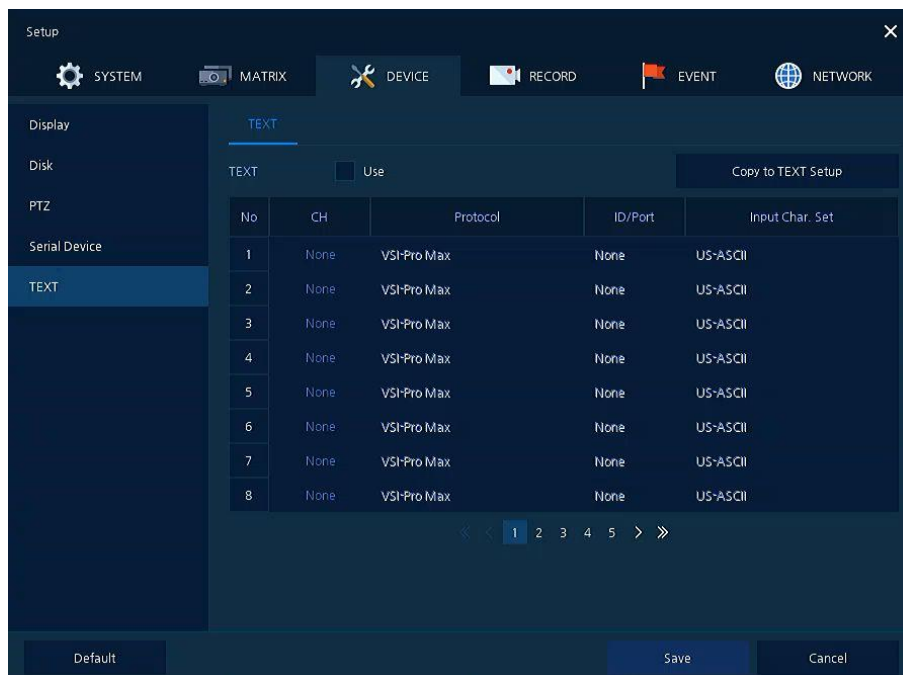 Setup
SYSTEM MATRIX DEVICE RECORD EVENT NETWORK
Display
Disk
PTZ
Serial Device
TEXT
TEXT
TEXT Use Copy to TEXT Setup
No CH Protocol ID/Port Input Char. Set
1 None VSI-Pro Max None US-ASCII
2 None VSI-Pro Max None US-ASCII
3 None VSI-Pro Max None US-ASCII
4 None VSI-Pro Max None US-ASCII
5 None VSI-Pro Max None US-ASCII
6 None VSI-Pro Max None US-ASCII
7 None VSI-Pro Max None US-ASCII
8 None VSI-Pro Max None US-ASCII
1 2 3 4 5
Default Save Cancel